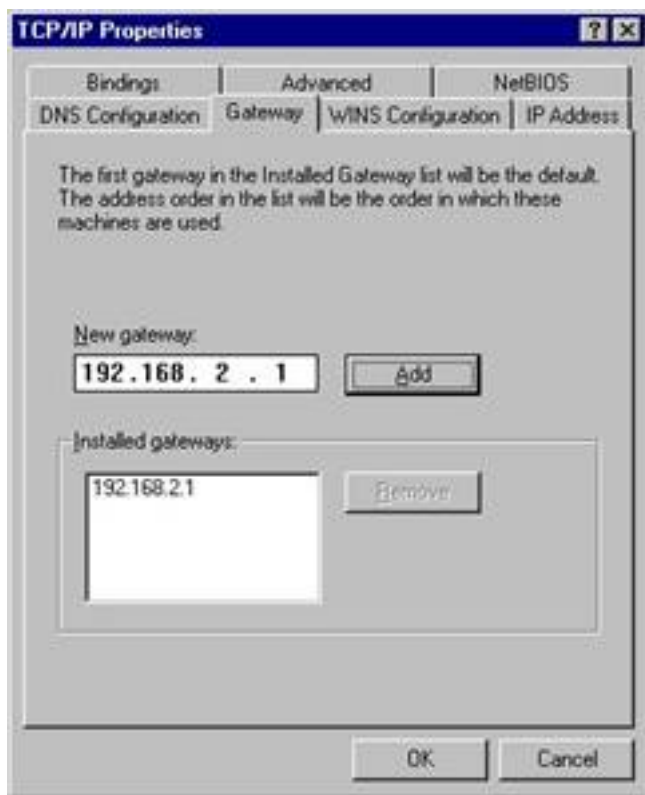 TCP/IP Properties
Bindings Advanced NetBIOS
DNS Configuration Gateway WINS Configuration IP Address
The first gateway in the Installed Gateway list will be the default.
The address order in the list will be the order in which these
machines are used.
New gateway:
192.168. 2 . 1 Add
Installed gateways:
192.168.2.1 Remove
OK Cancel